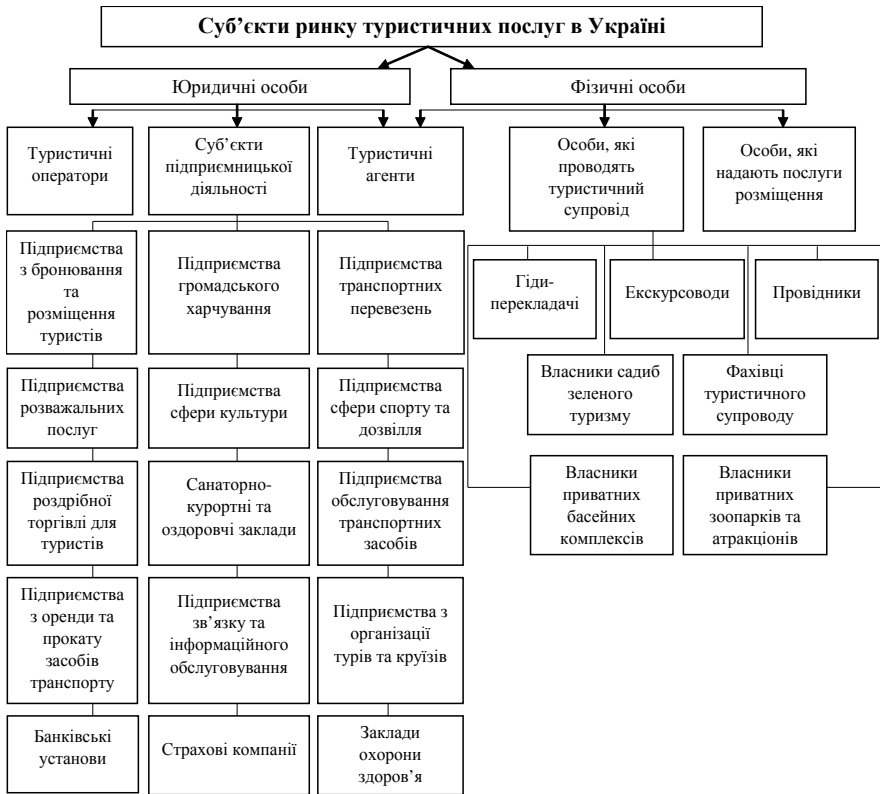 Суб’єкти ринку туристичних послуг в Україні
Юридичні особи
Фізичні особи
Туристичні
оператори
Суб’єкти
підприємницької
діяльності
Туристичні
агенти
Особи, які
проводять
туристичний
супровід
Особи, які
надають послуги
розміщення
Підприємства
з бронювання
та
розміщення
туристів
Підприємства
громадського
харчування
Підприємства
транспортних
перевезень
Гіди-
перекладачі
Екскурсоводи
Провідники
Підприємства
розважальних
послуг
Підприємства
сфери культури
Підприємства
сфери спорту та
дозвілля
Власники садиб
зеленого
туризму
Фахівці
туристичного
супроводу
Підприємства
роздрібної
торгівлі для
туристів
Санаторно-
курортні та
оздоровчі заклади
Підприємства
обслуговування
транспортних
засобів
Власники
приватних
басейних
комплексів
Власники
приватних
зоопарків та
атракціонів
Підприємства
з оренди та
прокату
засобів
транспорту
Підприємства
зв’язку та
інформаційного
обслуговування
Підприємства з
організації
турів та круїзів
Банківські
установи
Страхові компанії
Заклади
охорони
здоров’я